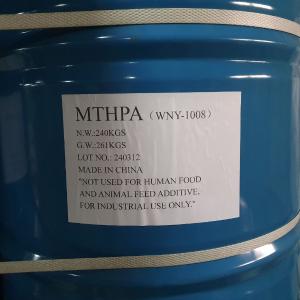 MTHPA（WNY-1008）
N.W.:240KGS
G.W.:261KGS
LOT NO.: 240312
MADE IN CHINA
"NOT USED FOR HUMAN FOOD
AND ANIMAL FEED ADDITIVE,
FOR INDUSTRIAL USE ONLY."